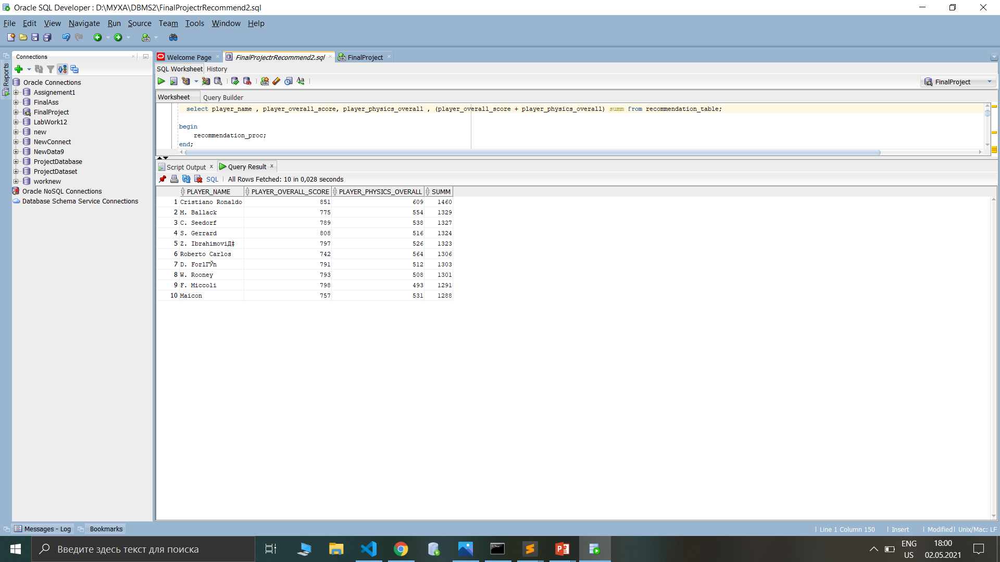 Oracle SQL Developer : D:\МУХА\DBMS2\FinalProjectrRecommend2.sql
File Edit View Navigate Run Source Team Tools Window Help
Connections
Reports
Oracle Connections
Assignement1
FinalAss
FinalProject
LabWork12
new
NewConnect
NewData9
ProjectDatabase
ProjectDataset
worknew
Oracle NoSQL Connections
Database Schema Service Connections
Welcome Page FinalProjectrRecommend2.sql FinalProject
SQL Worksheet History
FinalProject
Worksheet Query Builder
select player_name , player_overall_score, player_physics_overall , (player_overall_score + player_physics_overall) summ from recommendation_table;
begin
recommendation_proc;
end;
Script Output Query Result
SQL All Rows Fetched: 10 in 0,028 seconds
PLAYER_NAME PLAYER_OVERALL_SCORE PLAYER_PHYSICS_OVERALL SUMM
1 Cristiano Ronaldo 851 609 1460
2 M. Ballack 775 554 1329
3 C. Seedorf 789 538 1327
4 S. Gerrard 808 516 1324
5 Z. IbrahimoviД‡ 797 526 1323
6 Roberto Carlos 742 564 1306
7 D. ForlГЎn 791 512 1303
8 W. Rooney 793 508 1301
9 F. Miccoli 798 493 1291
10 Maicon 757 531 1288
Messages - Log Bookmarks
Line 1 Column 150 Insert Modified Unix/Mac: LF
Введите здесь текст для поиска
ENG
US
18:00
02.05.2021